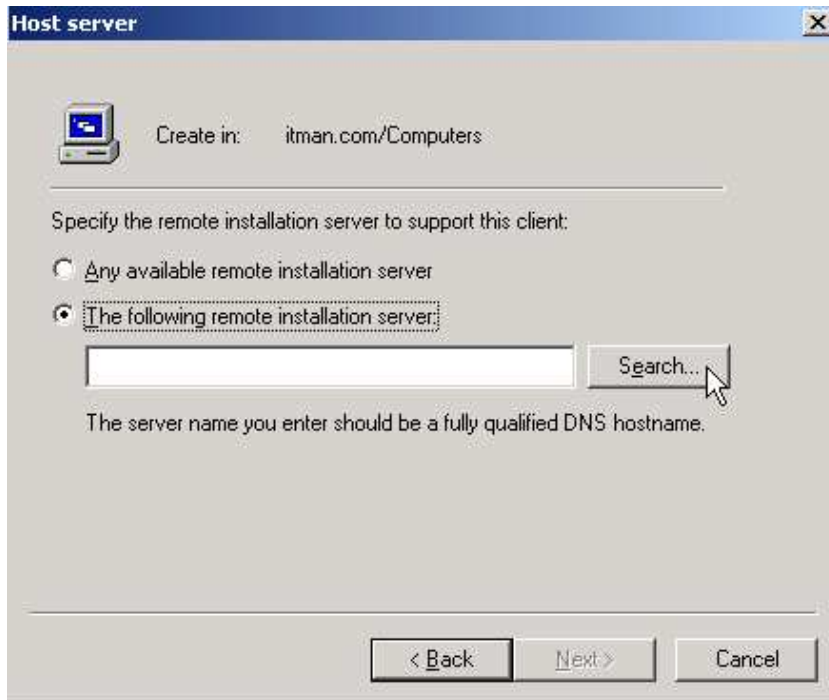 Host server
Create in: itman.com/Computers
Specify the remote installation server to support this client:
Any available remote installation server
The following remote installation server:
Search...
The server name you enter should be a fully qualified DNS hostname.
< Back Next > Cancel